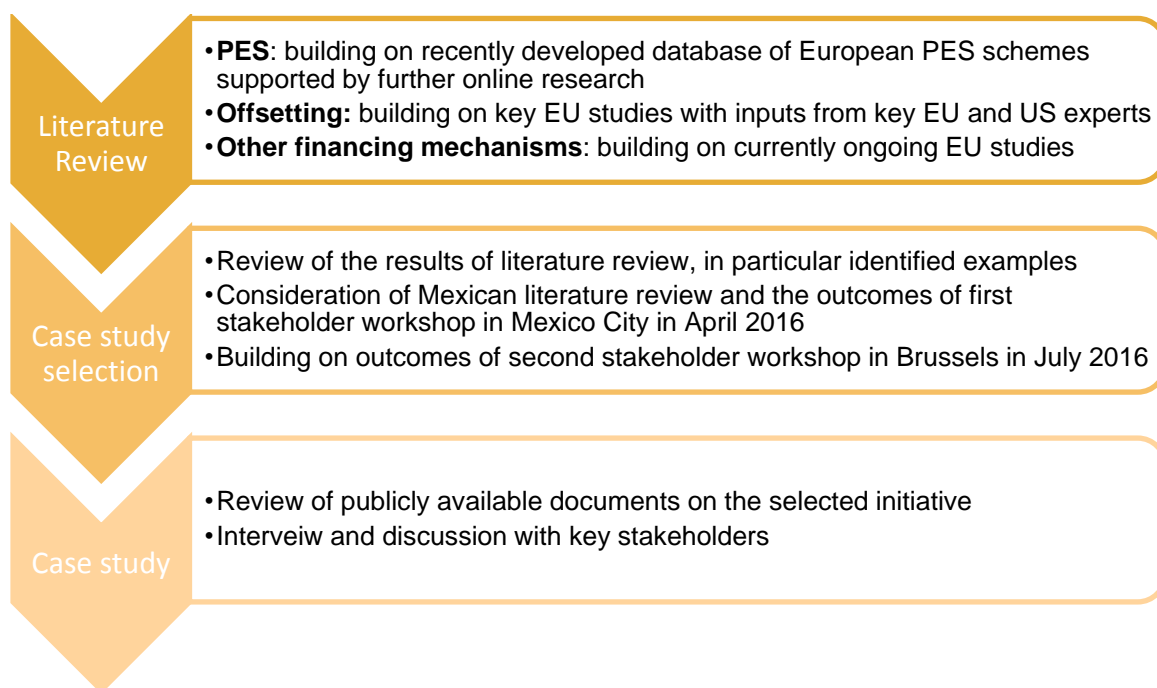 Literature
Review
•PES: building on recently developed database of European PES schemes
supported by further online research
•Offsetting: building on key EU studies with inputs from key EU and US experts
•Other financing mechanisms: building on currently ongoing EU studies
Case study
selection
•Review of the results of literature review, in particular identified examples
•Consideration of Mexican literature review and the outcomes of first
stakeholder workshop in Mexico City in April 2016
•Building on outcomes of second stakeholder workshop in Brussels in July 2016
Case study
•Review of publicly available documents on the selected initiative
•Interveiw and discussion with key stakeholders